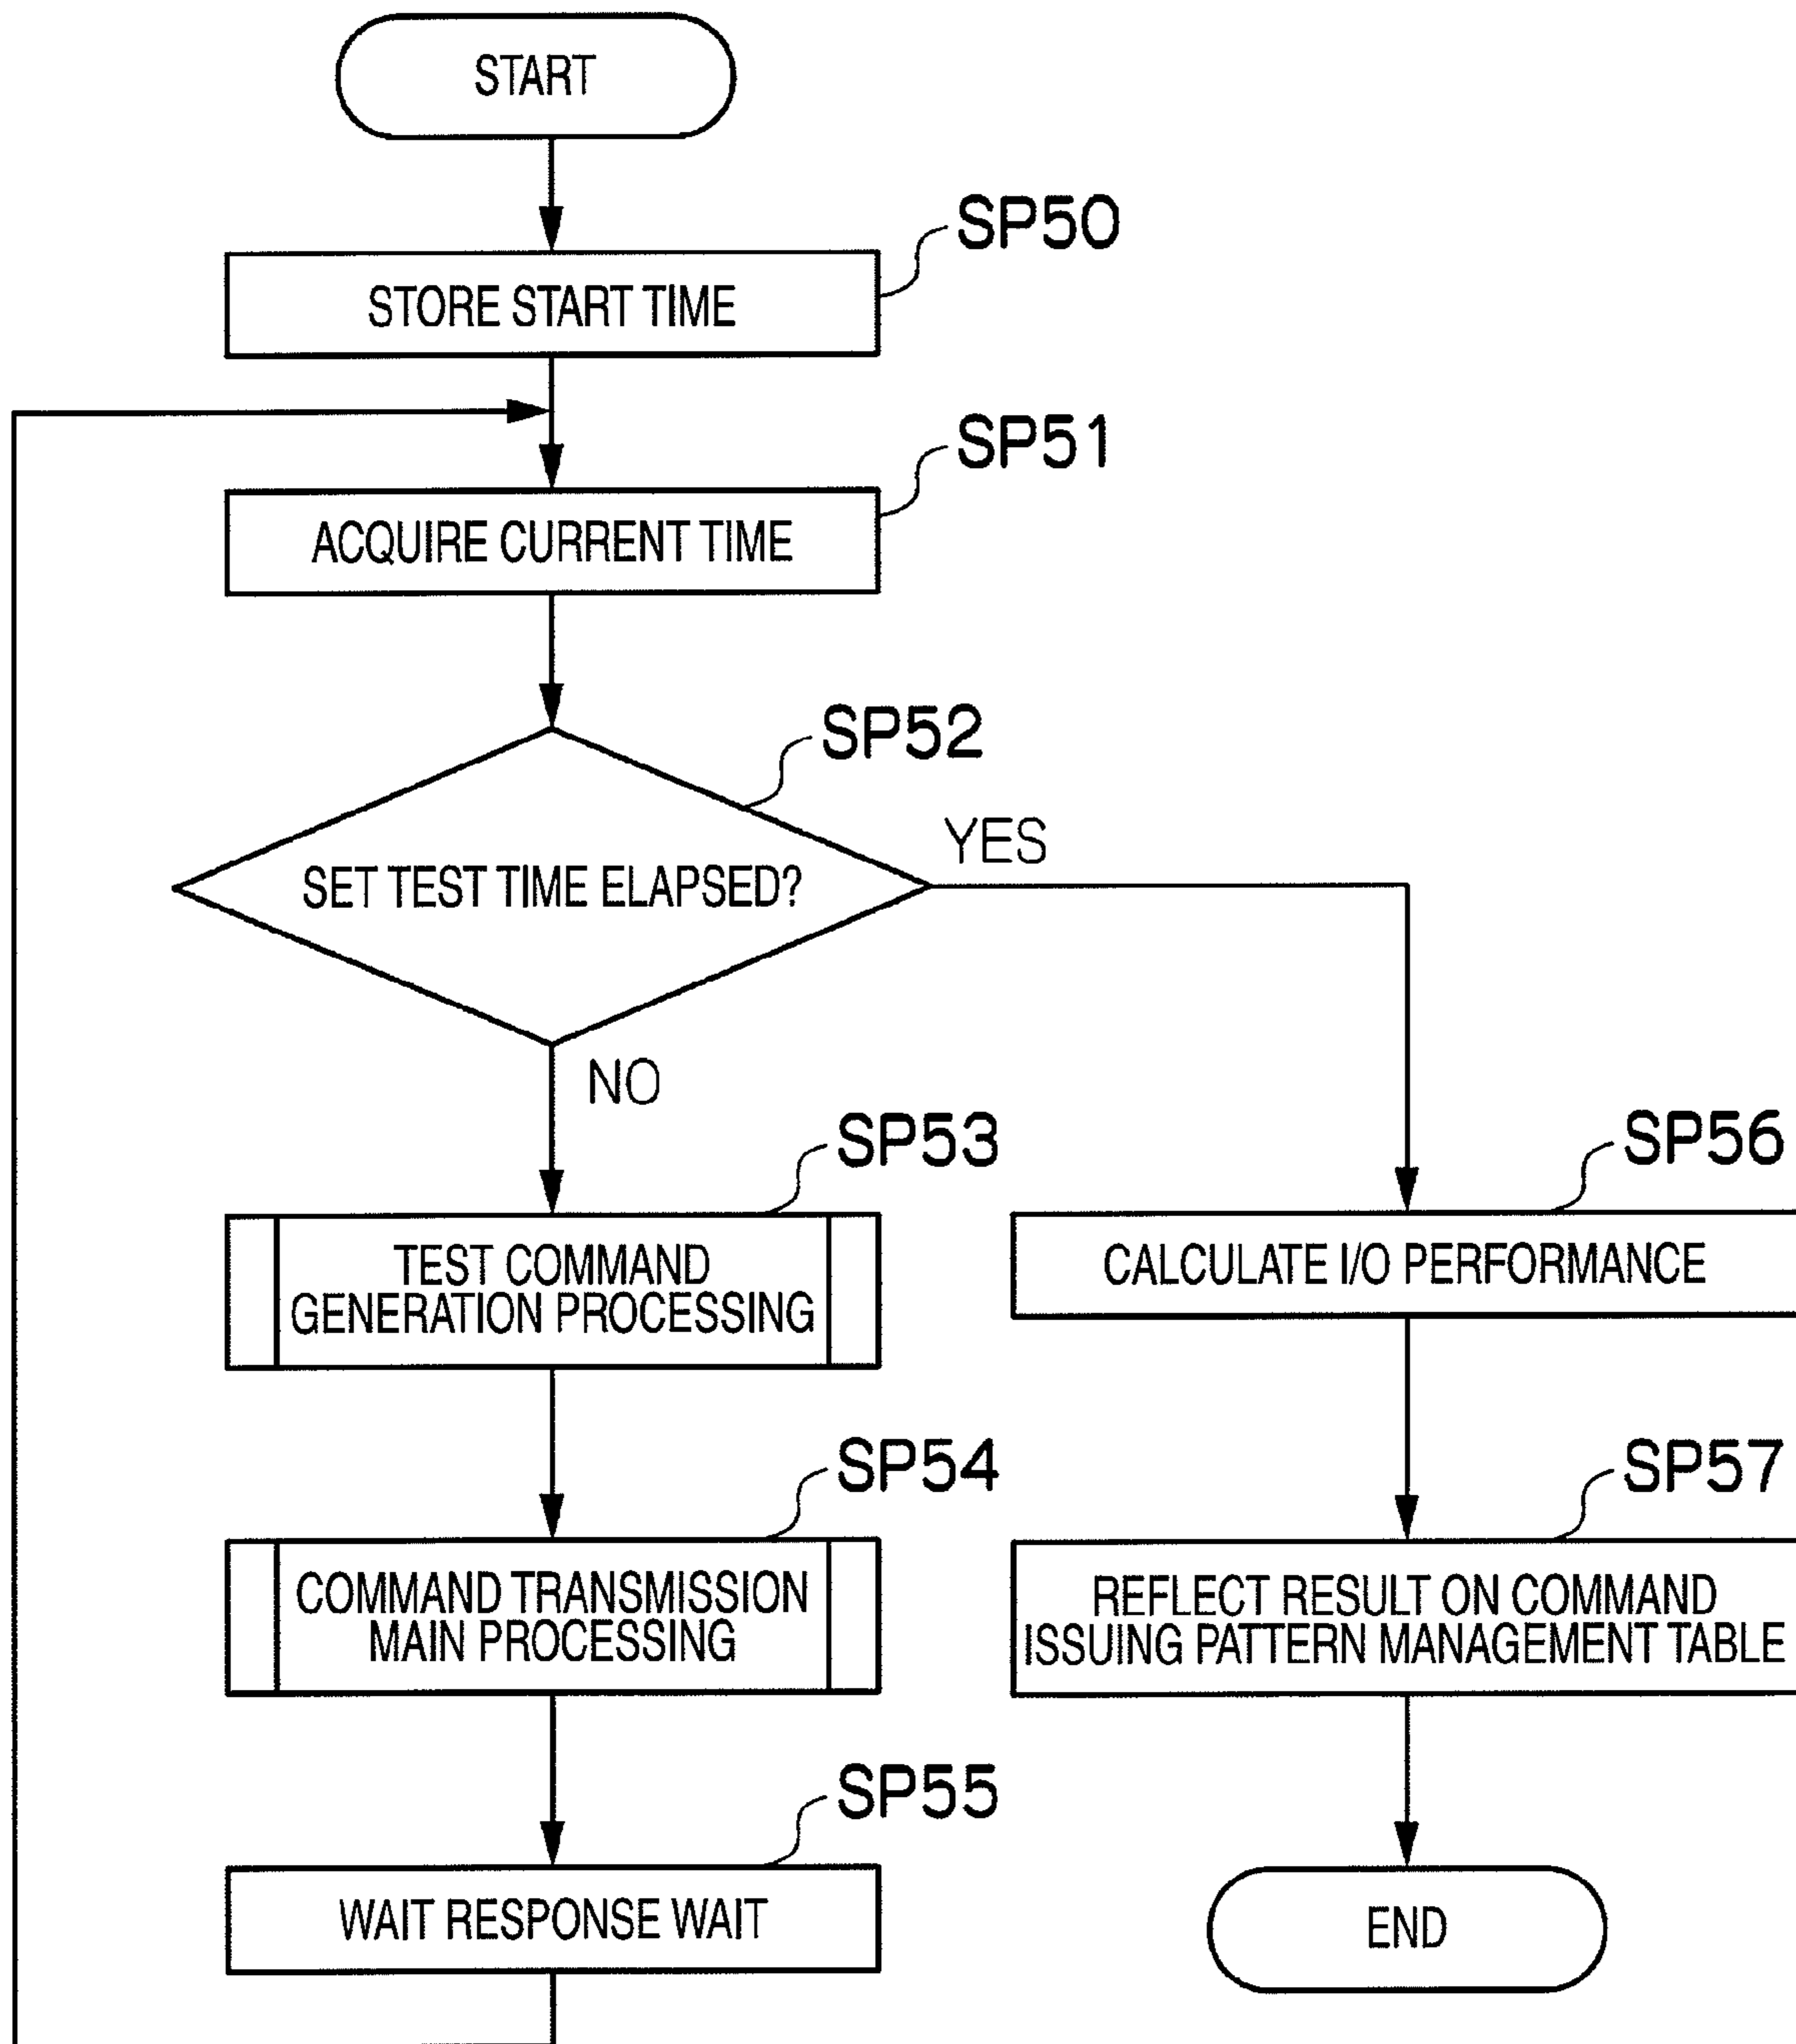 START
SP50
STORE START TIME
SP51
ACQUIRE CURRENT TIME
SP52
SET TEST TIME ELAPSED?
YES
NO
SP53
TEST COMMAND
GENERATION PROCESSING
SP54
COMMAND TRANSMISSION
MAIN PROCESSING
SP55
WAIT RESPONSE WAIT
SP56
CALCULATE I/O PERFORMANCE
SP57
REFLECT RESULT ON COMMAND
ISSUING PATTERN MANAGEMENT TABLE
END